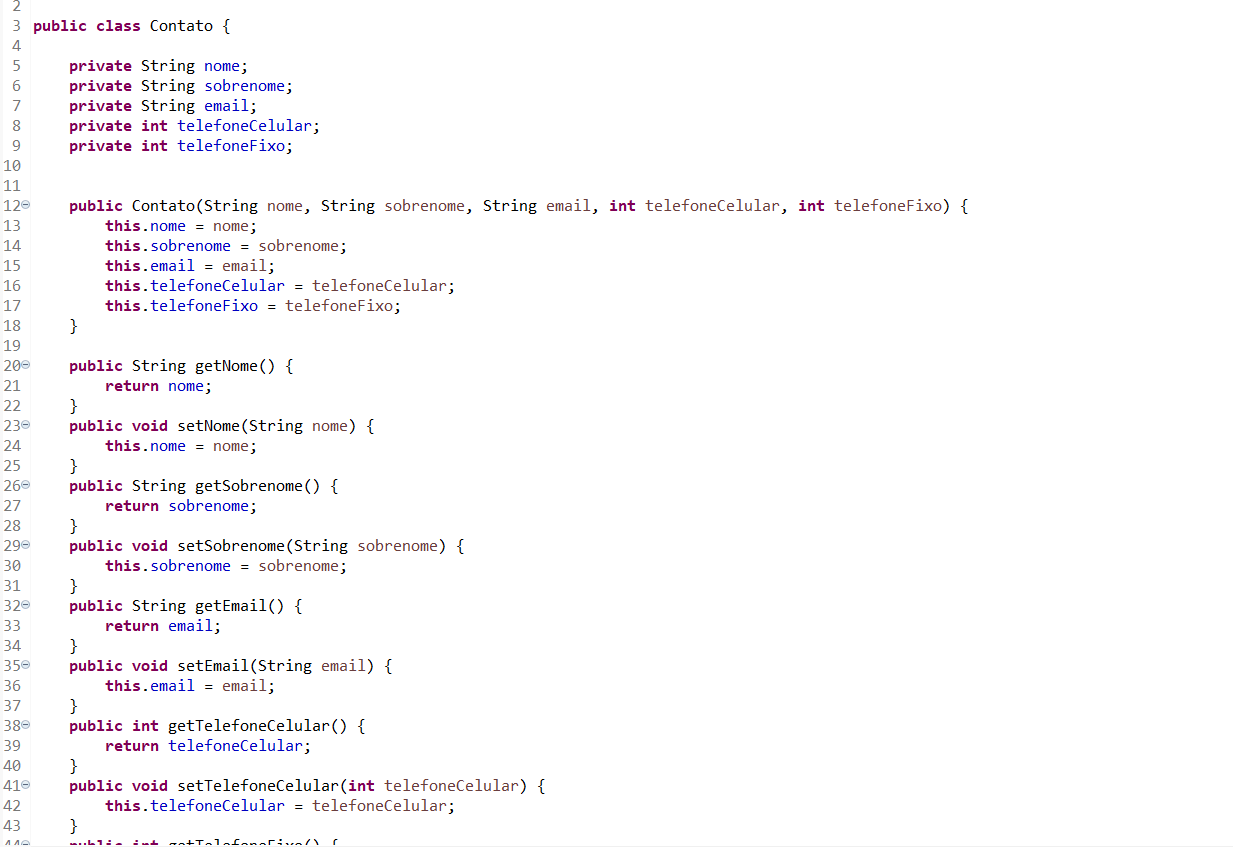 2
3 public class Contato {
4
5     private String nome;
6     private String sobrenome;
7     private String email;
8     private int telefoneCelular;
9     private int telefoneFixo;
10
11
12     public Contato(String nome, String sobrenome, String email, int telefoneCelular, int telefoneFixo) {
13         this.nome = nome;
14         this.sobrenome = sobrenome;
15         this.email = email;
16         this.telefoneCelular = telefoneCelular;
17         this.telefoneFixo = telefoneFixo;
18     }
19
20     public String getNome() {
21         return nome;
22     }
23     public void setNome(String nome) {
24         this.nome = nome;
25     }
26     public String getSobrenome() {
27         return sobrenome;
28     }
29     public void setSobrenome(String sobrenome) {
30         this.sobrenome = sobrenome;
31     }
32     public String getEmail() {
33         return email;
34     }
35     public void setEmail(String email) {
36         this.email = email;
37     }
38     public int getTelefoneCelular() {
39         return telefoneCelular;
40     }
41     public void setTelefoneCelular(int telefoneCelular) {
42         this.telefoneCelular = telefoneCelular;
43     }
44     public int getTelefoneFixo() {